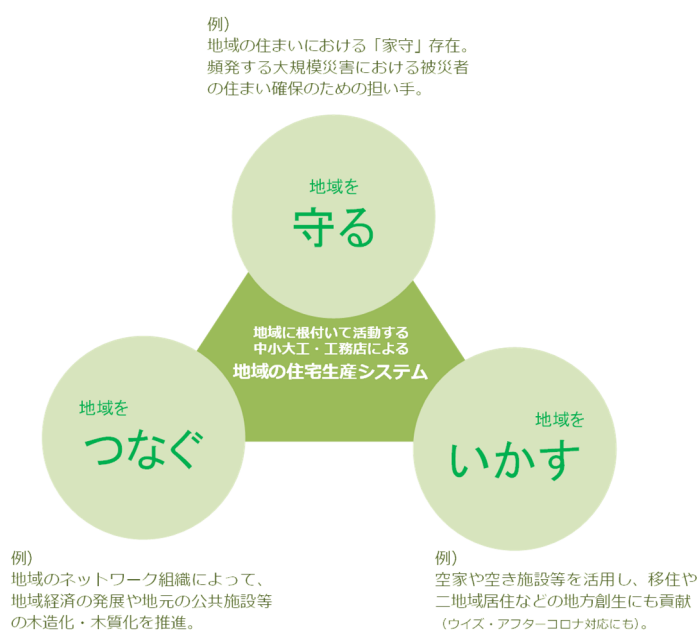 例）
地域の住まいにおける「家守」存在。
頻発する大規模災害における被災者
の住まい確保のための担い手。
地域を
守る
地域に根付いて活動する
中小大工・工務店による
地域の住宅生産システム
地域を
つなぐ
地域を
いかす
例）
地域のネットワーク組織によって、
地域経済の発展や地元の公共施設等
の木造化・木質化を推進。
例）
空家や空き施設等を活用し、移住や
二地域居住などの地方創生にも貢献
（ウイズ・アフターコロナ対応にも）。